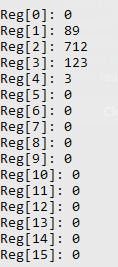 Reg[0]: 0
Reg[1]: 89
Reg[2]: 712
Reg[3]: 123
Reg[4]: 3
Reg[5]: 0
Reg[6]: 0
Reg[7]: 0
Reg[8]: 0
Reg[9]: 0
Reg[10]: 0
Reg[11]: 0
Reg[12]: 0
Reg[13]: 0
Reg[14]: 0
Reg[15]: 0